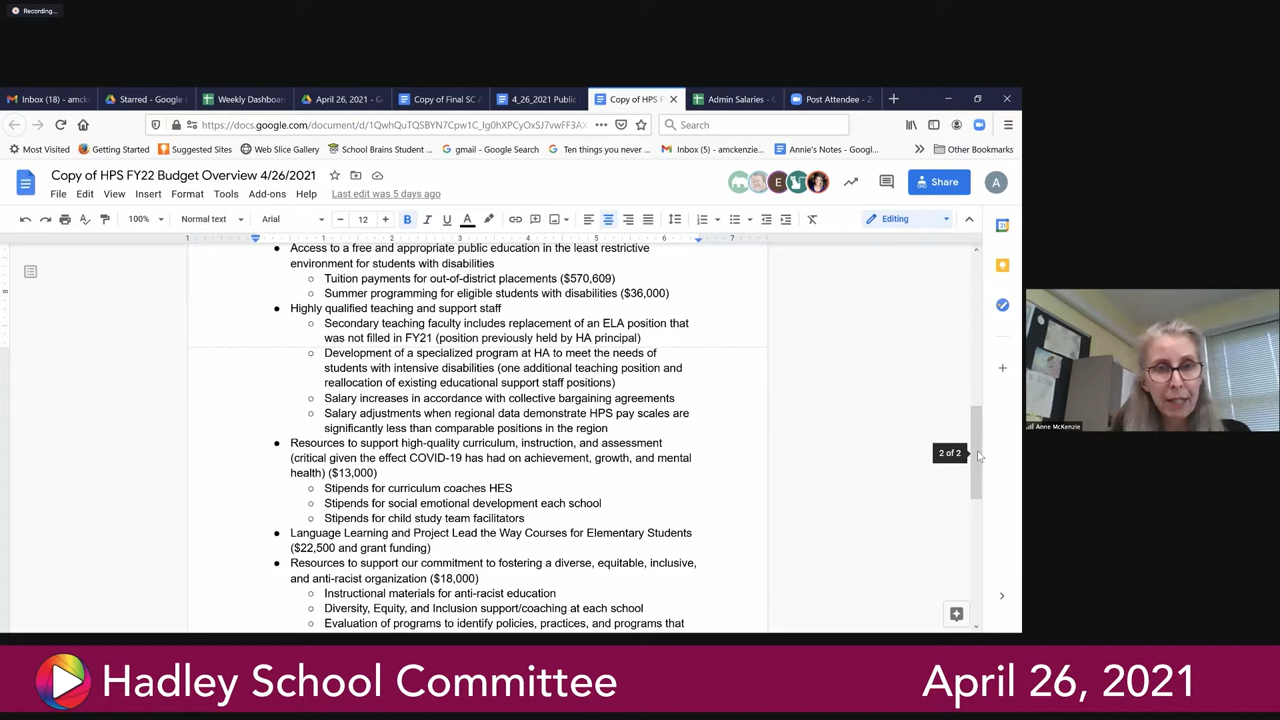 Recording...
Inbox (18) - amck
Starred - Google
Weekly Dashboa
April 26, 2021 - G
Copy of Final SC A
4_26_2021 Public
Copy of HPS F
Admin Salaries - G
Post Attendee - Z
https://docs.google.com/document/d/1QwhQuTQSBYN7Cpw1C_Ig0hXPCyOxSJ7vwFF3AX
Search
Most Visited
Getting Started
Suggested Sites
Web Slice Gallery
School Brains Student ...
gmail - Google Search
Ten things you never ...
Inbox (5) - amckenzie...
Annie's Notes - Googl...
Other Bookmarks
Copy of HPS FY22 Budget Overview 4/26/2021
File Edit View Insert Format Tools Add-ons Help Last edit was 5 days ago
E
Share
A
100% Normal text Arial 12 B I U A Editing
1 1 2 3 4 5 6 7
Access to a free and appropriate public education in the least restrictive
environment for students with disabilities
Tuition payments for out-of-district placements ($570,609)
Summer programming for eligible students with disabilities ($36,000)
Highly qualified teaching and support staff
Secondary teaching faculty includes replacement of an ELA position that
was not filled in FY21 (position previously held by HA principal)
Development of a specialized program at HA to meet the needs of
students with intensive disabilities (one additional teaching position and
reallocation of existing educational support staff positions)
Salary increases in accordance with collective bargaining agreements
Salary adjustments when regional data demonstrate HPS pay scales are
significantly less than comparable positions in the region
Resources to support high-quality curriculum, instruction, and assessment
(critical given the effect COVID-19 has had on achievement, growth, and mental
health) ($13,000)
Stipends for curriculum coaches HES
Stipends for social emotional development each school
Stipends for child study team facilitators
Language Learning and Project Lead the Way Courses for Elementary Students
($22,500 and grant funding)
Resources to support our commitment to fostering a diverse, equitable, inclusive,
and anti-racist organization ($18,000)
Instructional materials for anti-racist education
Diversity, Equity, and Inclusion support/coaching at each school
Evaluation of programs to identify policies, practices, and programs that
2 of 2
Anne McKenzie
Hadley School Committee
April 26, 2021